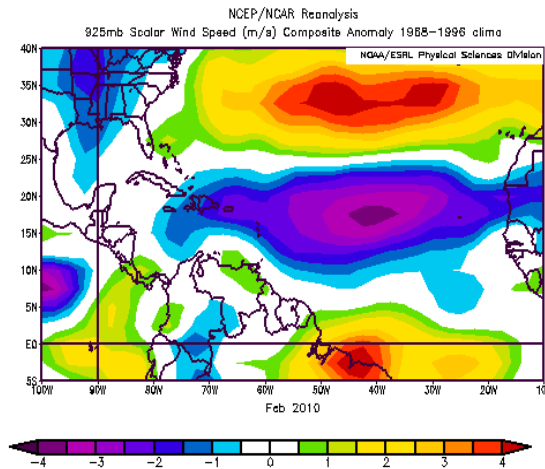 NCEP/NCAR Reanalysis
925mb Scalar Wind Speed (m/s) Composite Anomaly 1968-1996 clima
NOAA/ESRL Physical Sciences Division
40N
35N
30N
25N
20N
15N
10N
5N
EQ
5S
100W 90W 80W 70W 60W 50W 40W 30W 20W 10W
Feb 2010
-4 -3 -2 -1 0 1 2 3 4